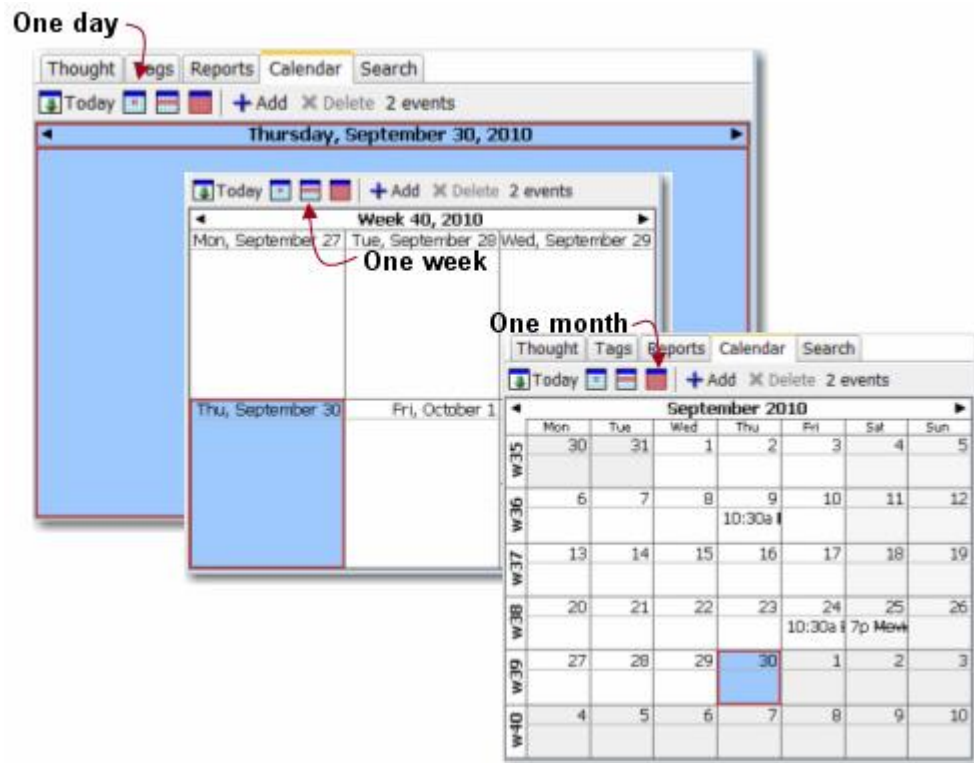 One day
Thought Tags Reports Calendar Search
Today Add Delete 2 events
Thursday, September 30, 2010
Today Add Delete 2 events
Week 40, 2010
Mon, September 27 Tue, September 28 Wed, September 29
One week
Thu, September 30 Fri, October 1
One month
Thought Tags Reports Calendar Search
Today Add Delete 2 events
September 2010
Mon Tue Wed Thu Fri Sat Sun
W35 30 31 1 2 3 4 5
W36 6 7 8 9 10 11 12
10:30a
W37 13 14 15 16 17 18 19
W38 20 21 22 23 24 25 26
10:30a 7p
W39 27 28 29 30 1 2 3
W40 4 5 6 7 8 9 10